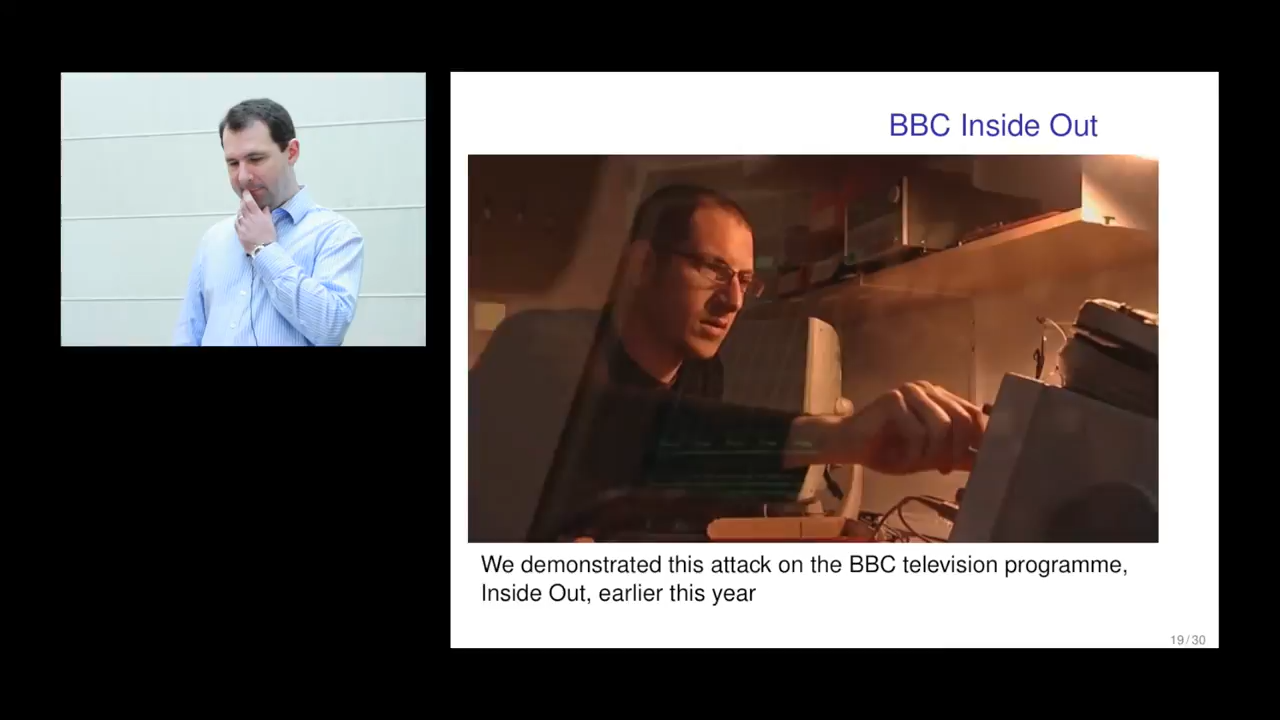 BBC Inside Out
We demonstrated this attack on the BBC television programme,
Inside Out, earlier this year
19/30